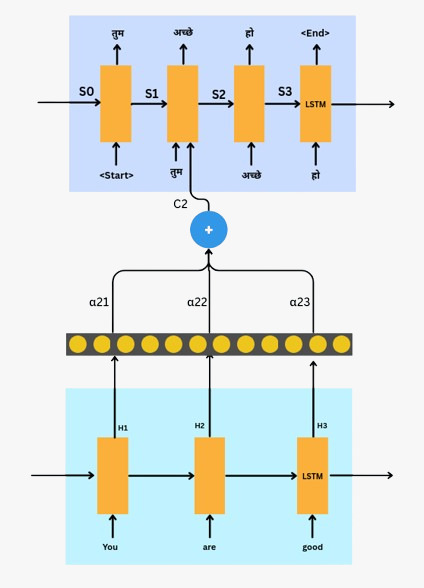 तुम अच्छे हो <End>
S0 S1 S2 S3 LSTM
<Start> तुम अच्छे हो
C2
+
α21 α22 α23
H1 H2 H3
LSTM
You are good